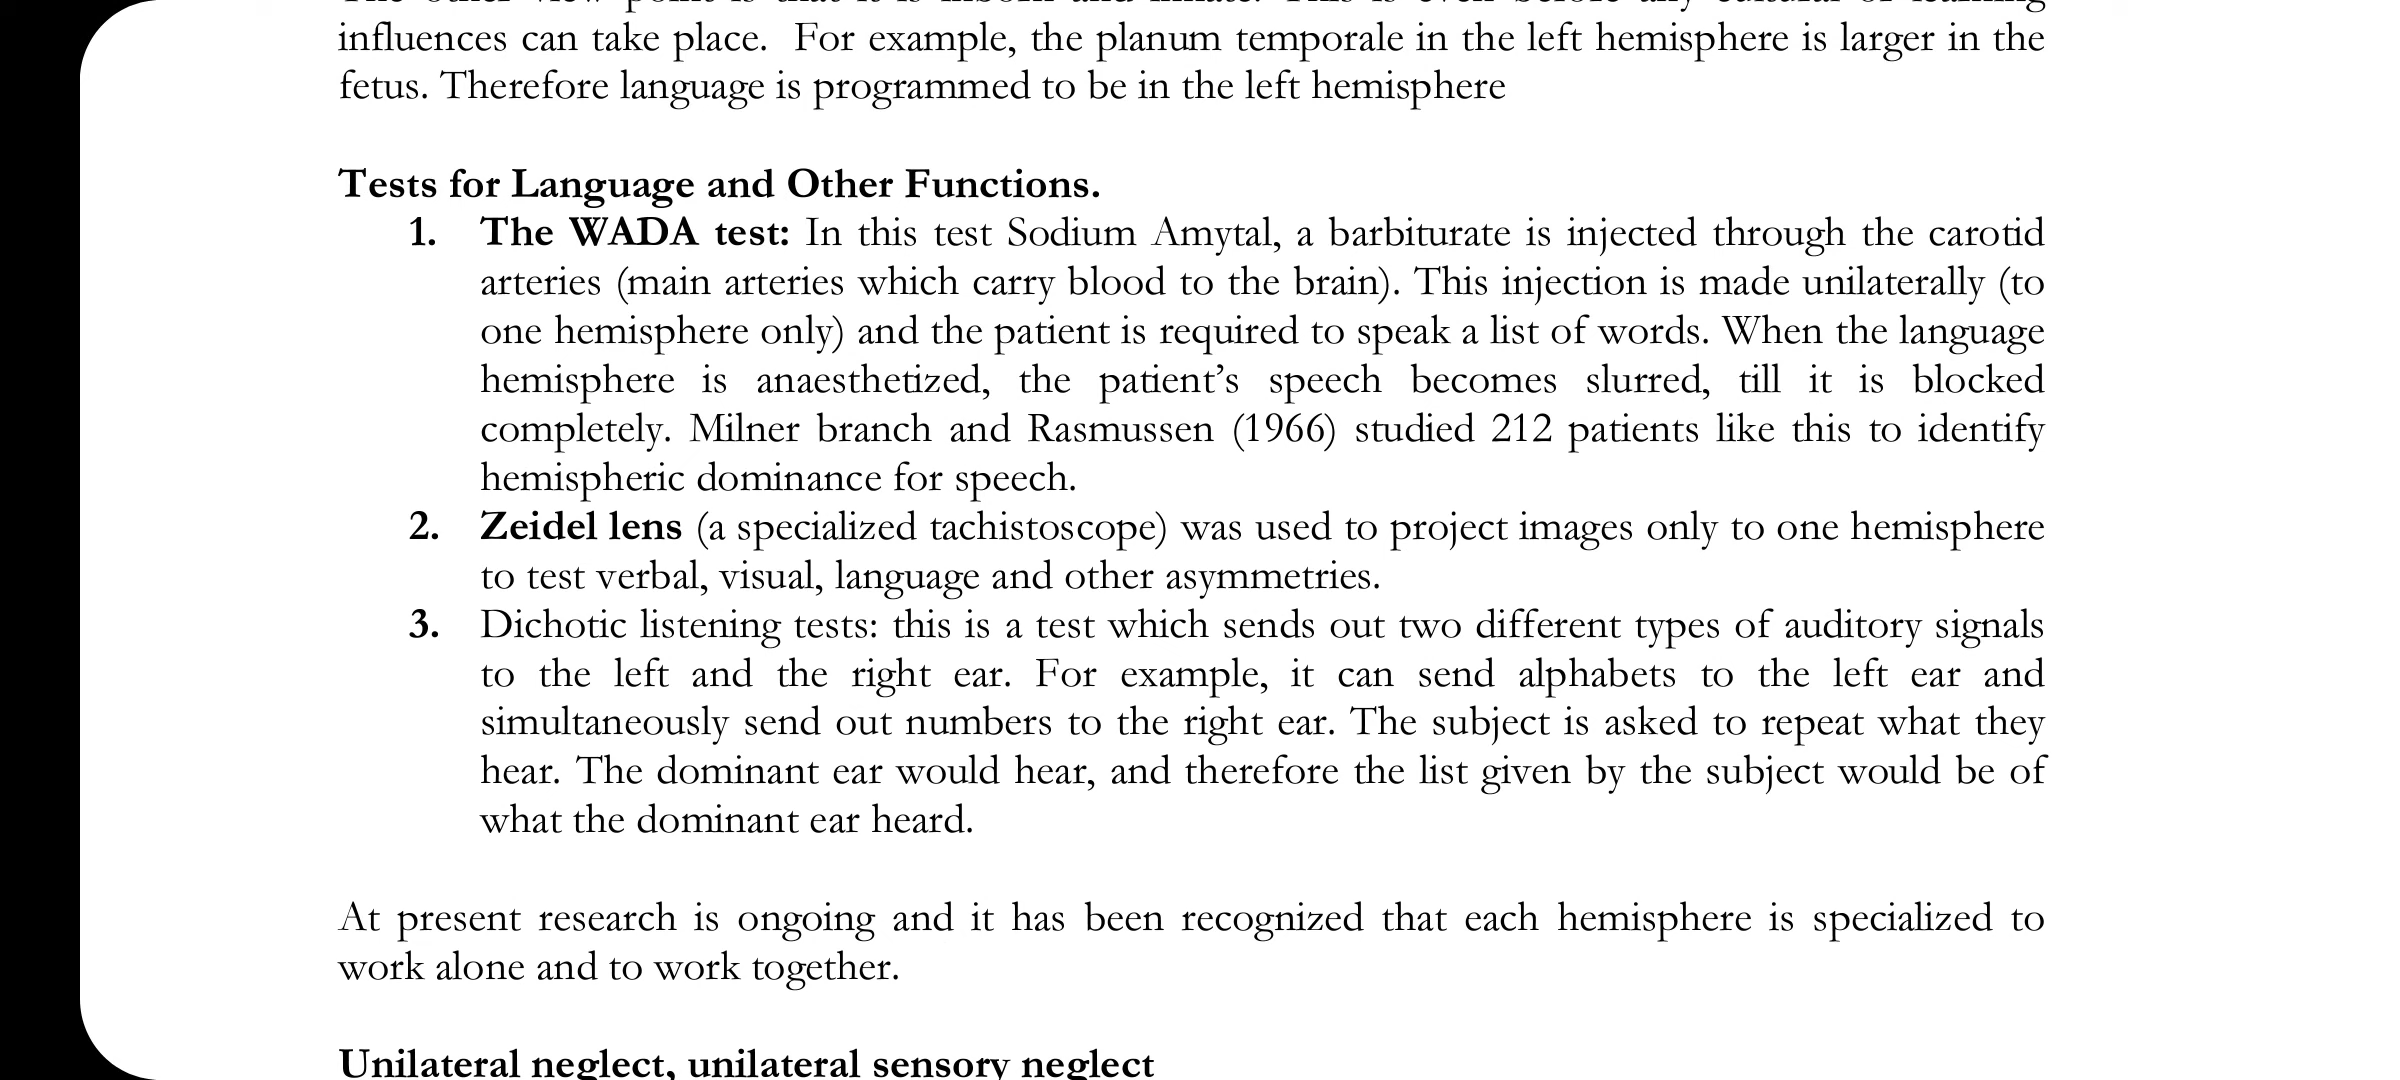 influences can take place.  For example, the planum temporale in the left hemisphere is larger in the
fetus. Therefore language is programmed to be in the left hemisphere
Tests for Language and Other Functions.
1. The WADA test: In this test Sodium Amytal, a barbiturate is injected through the carotid
arteries (main arteries which carry blood to the brain). This injection is made unilaterally (to
one hemisphere only) and the patient is required to speak a list of words. When the language
hemisphere is anaesthetized, the patient’s speech becomes slurred, till it is blocked
completely. Milner branch and Rasmussen (1966) studied 212 patients like this to identify
hemispheric dominance for speech.
2. Zeidel lens (a specialized tachistoscope) was used to project images only to one hemisphere
to test verbal, visual, language and other asymmetries.
3. Dichotic listening tests: this is a test which sends out two different types of auditory signals
to the left and the right ear. For example, it can send alphabets to the left ear and
simultaneously send out numbers to the right ear. The subject is asked to repeat what they
hear. The dominant ear would hear, and therefore the list given by the subject would be of
what the dominant ear heard.
At present research is ongoing and it has been recognized that each hemisphere is specialized to
work alone and to work together.
Unilateral neglect, unilateral sensory neglect